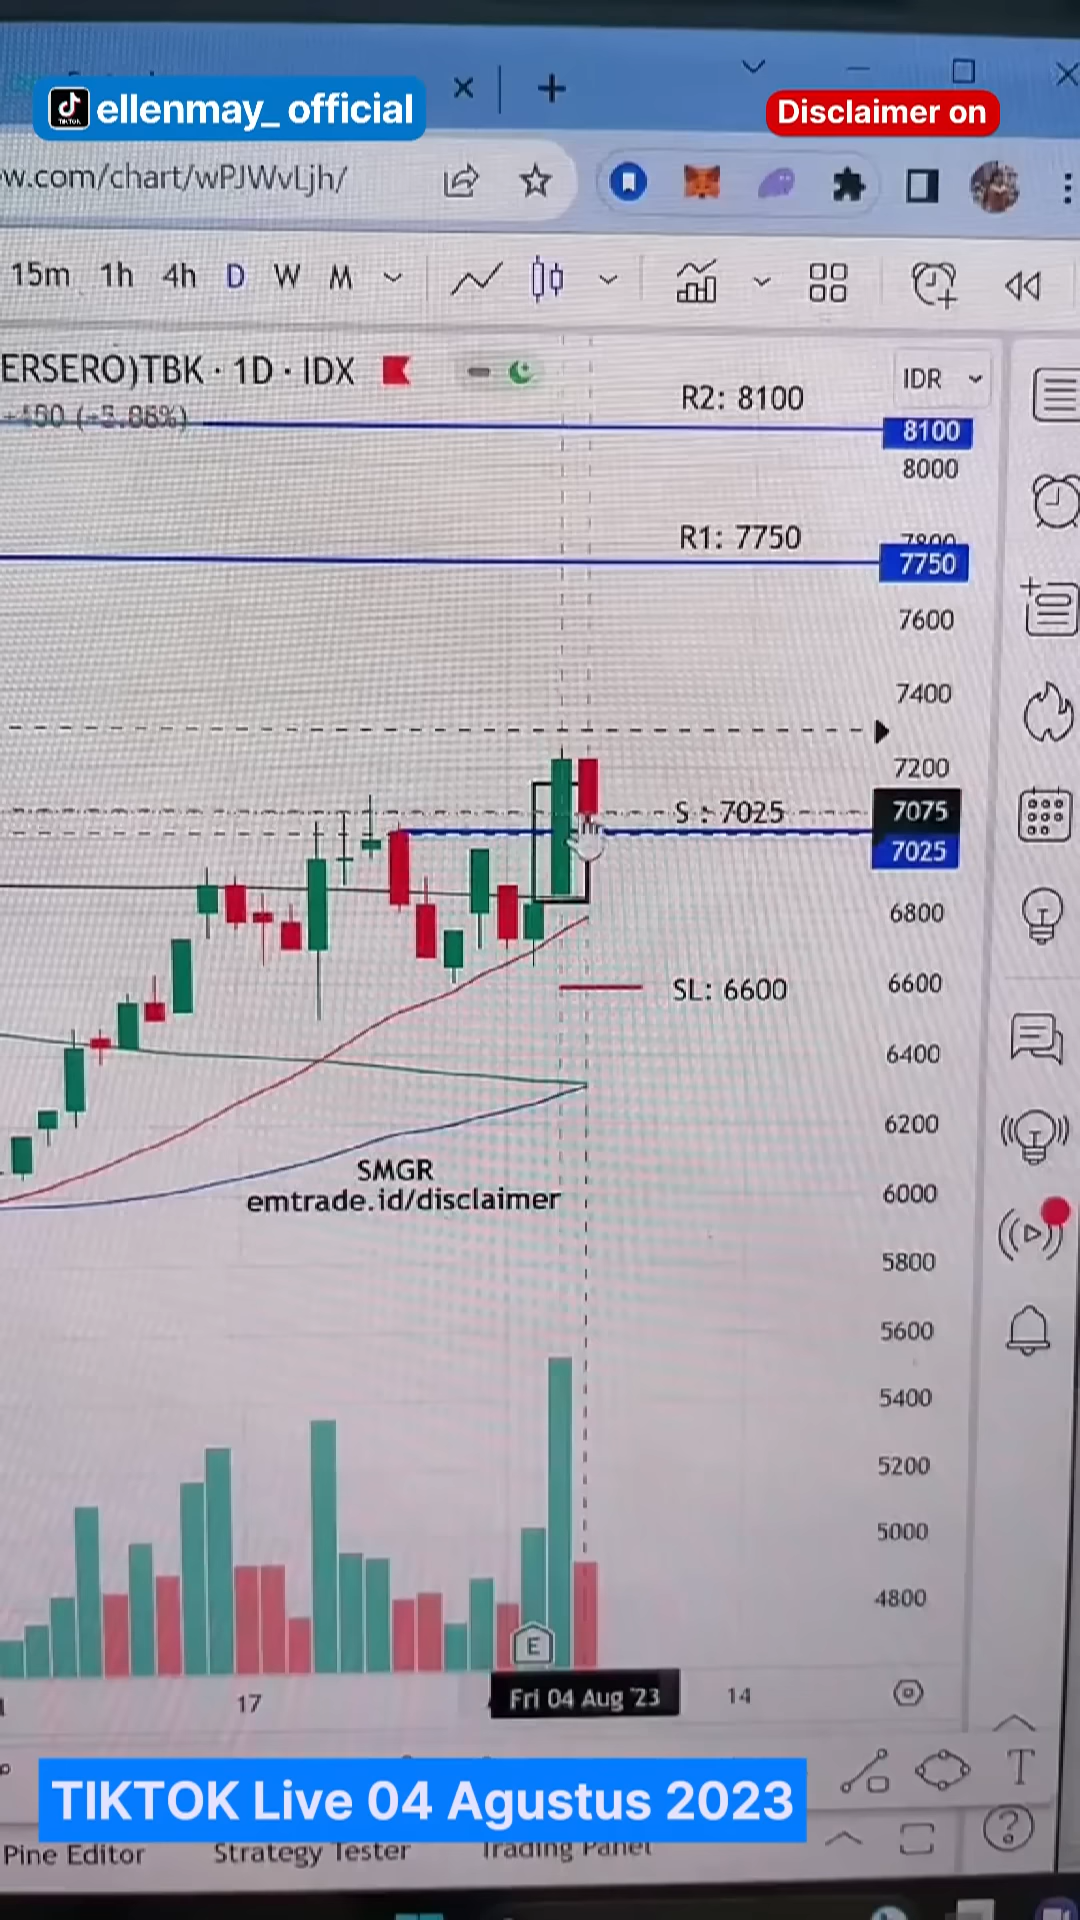 ellenmay_ official
Disclaimer on
w.com/chart/wPJWvLjh/
15m 1h 4h D W M
ERSERO)TBK · 1D · IDX
IDR
R2: 8100
8100
8000
R1: 7750
7800
7750
7600
7400
7200
S : 7025
7075
7025
6800
SL: 6600
6600
6400
6200
SMGR
emtrade.id/disclaimer
6000
5800
5600
5400
5200
5000
4800
E
17
Fri 04 Aug '23
14
TIKTOK Live 04 Agustus 2023
Pine Editor
Strategy Tester
Trading Panel